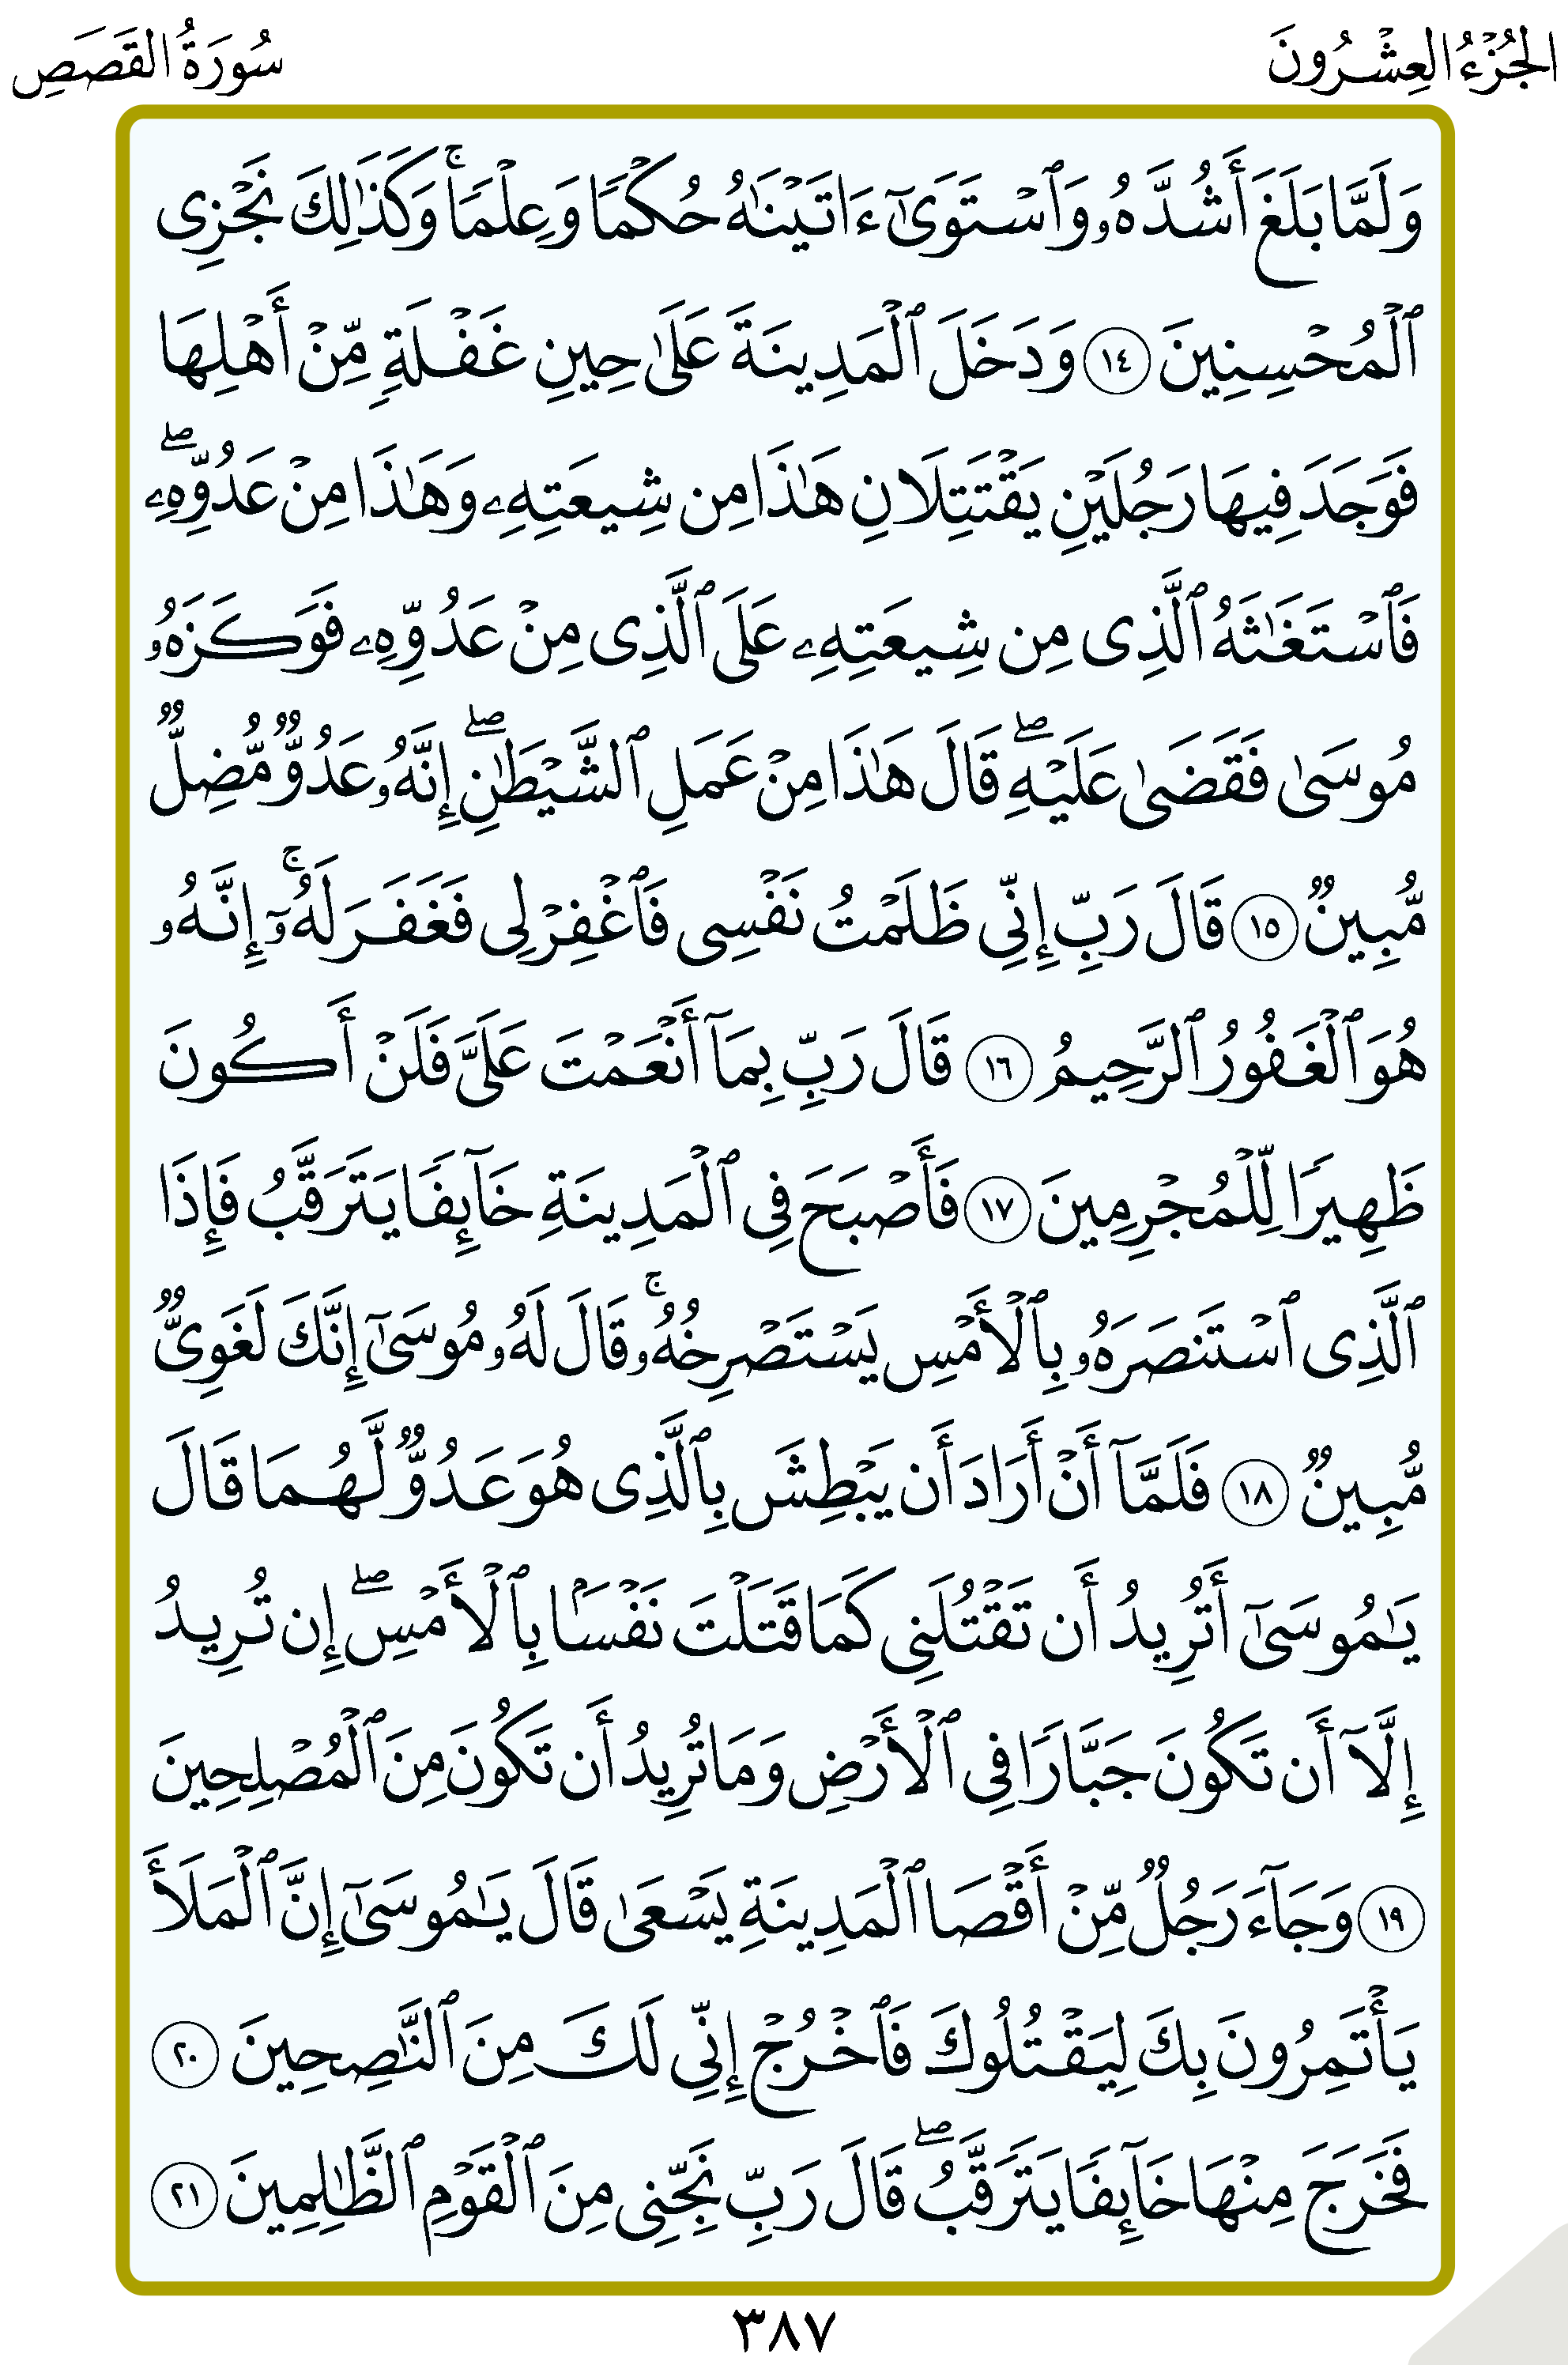 الجُزْءُ العِشْرُونَ
سُورَةُ القَصَصِ
وَلَمَّا بَلَغَ أَشُدَّهُۥ وَٱسْتَوَىٰٓ ءَاتَيْنَٰهُ حُكْمًا وَعِلْمًا ۚ وَكَذَٰلِكَ نَجْزِى
ٱلْمُحْسِنِينَ ١٤ وَدَخَلَ ٱلْمَدِينَةَ عَلَىٰ حِينِ غَفْلَةٍ مِّنْ أَهْلِهَا
فَوَجَدَ فِيهَا رَجُلَيْنِ يَقْتَتِلَانِ هَٰذَا مِن شِيعَتِهِۦ وَهَٰذَا مِنْ عَدُوِّهِۦ ۖ
فَٱسْتَغَٰثَهُ ٱلَّذِى مِن شِيعَتِهِۦ عَلَى ٱلَّذِى مِنْ عَدُوِّهِۦ فَوَكَزَهُۥ
مُوسَىٰ فَقَضَىٰ عَلَيْهِ ۖ قَالَ هَٰذَا مِنْ عَمَلِ ٱلشَّيْطَٰنِ ۖ إِنَّهُۥ عَدُوٌّ مُّضِلٌّ
مُّبِينٌ ١٥ قَالَ رَبِّ إِنِّى ظَلَمْتُ نَفْسِى فَٱغْفِرْ لِى فَغَفَرَ لَهُۥٓ ۚ إِنَّهُۥ
هُوَ ٱلْغَفُورُ ٱلرَّحِيمُ ١٦ قَالَ رَبِّ بِمَآ أَنْعَمْتَ عَلَىَّ فَلَنْ أَكُونَ
ظَهِيرًا لِّلْمُجْرِمِينَ ١٧ فَأَصْبَحَ فِى ٱلْمَدِينَةِ خَآئِفًا يَتَرَقَّبُ فَإِذَا
ٱلَّذِى ٱسْتَنصَرَهُۥ بِٱلْأَمْسِ يَسْتَصْرِخُهُۥ ۚ قَالَ لَهُۥ مُوسَىٰٓ إِنَّكَ لَغَوِىٌّ
مُّبِينٌ ١٨ فَلَمَّآ أَنْ أَرَادَ أَن يَبْطِشَ بِٱلَّذِى هُوَ عَدُوٌّ لَّهُمَا قَالَ
يَٰمُوسَىٰٓ أَتُرِيدُ أَن تَقْتُلَنِى كَمَا قَتَلْتَ نَفْسًۢا بِٱلْأَمْسِ ۖ إِن تُرِيدُ
إِلَّآ أَن تَكُونَ جَبَّارًا فِى ٱلْأَرْضِ وَمَا تُرِيدُ أَن تَكُونَ مِنَ ٱلْمُصْلِحِينَ
١٩ وَجَآءَ رَجُلٌ مِّنْ أَقْصَا ٱلْمَدِينَةِ يَسْعَىٰ قَالَ يَٰمُوسَىٰٓ إِنَّ ٱلْمَلَأَ
يَأْتَمِرُونَ بِكَ لِيَقْتُلُوكَ فَٱخْرُجْ إِنِّى لَكَ مِنَ ٱلنَّٰصِحِينَ ٢٠
فَخَرَجَ مِنْهَا خَآئِفًا يَتَرَقَّبُ ۖ قَالَ رَبِّ نَجِّنِى مِنَ ٱلْقَوْمِ ٱلظَّٰلِمِينَ ٢١
٣٨٧